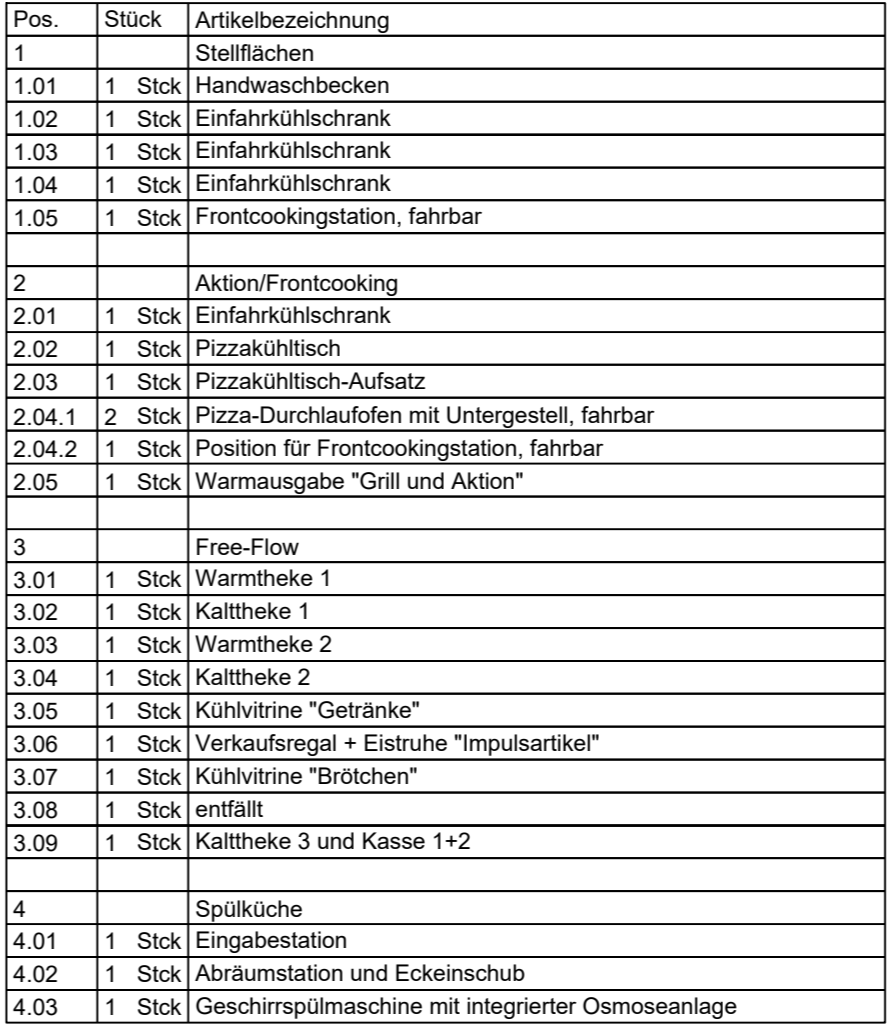 Pos. Stück Artikelbezeichnung
1 Stellflächen
1.01 1 Stck Handwaschbecken
1.02 1 Stck Einfahrkühlschrank
1.03 1 Stck Einfahrkühlschrank
1.04 1 Stck Einfahrkühlschrank
1.05 1 Stck Frontcookingstation, fahrbar
2 Aktion/Frontcooking
2.01 1 Stck Einfahrkühlschrank
2.02 1 Stck Pizzakühltisch
2.03 1 Stck Pizzakühltisch-Aufsatz
2.04.1 2 Stck Pizza-Durchlaufofen mit Untergestell, fahrbar
2.04.2 1 Stck Position für Frontcookingstation, fahrbar
2.05 1 Stck Warmausgabe "Grill und Aktion"
3 Free-Flow
3.01 1 Stck Warmtheke 1
3.02 1 Stck Kalttheke 1
3.03 1 Stck Warmtheke 2
3.04 1 Stck Kalttheke 2
3.05 1 Stck Kühlvitrine "Getränke"
3.06 1 Stck Verkaufsregal + Eistruhe "Impulsartikel"
3.07 1 Stck Kühlvitrine "Brötchen"
3.08 1 Stck entfällt
3.09 1 Stck Kalttheke 3 und Kasse 1+2
4 Spülküche
4.01 1 Stck Eingabestation
4.02 1 Stck Abräumstation und Eckeinschub
4.03 1 Stck Geschirrspülmaschine mit integrierter Osmoseanlage